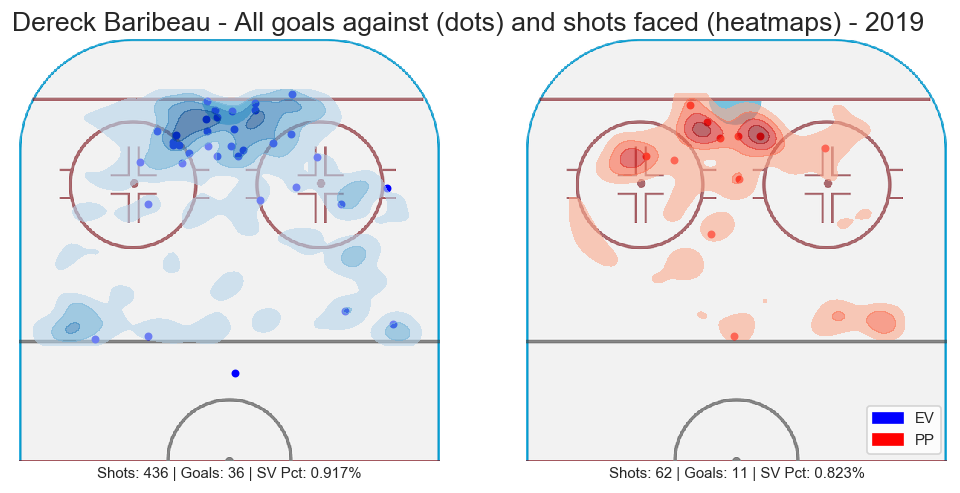 Dereck Baribeau - All goals against (dots) and shots faced (heatmaps) - 2019
EV
PP
Shots: 436 | Goals: 36 | SV Pct: 0.917%
Shots: 62 | Goals: 11 | SV Pct: 0.823%